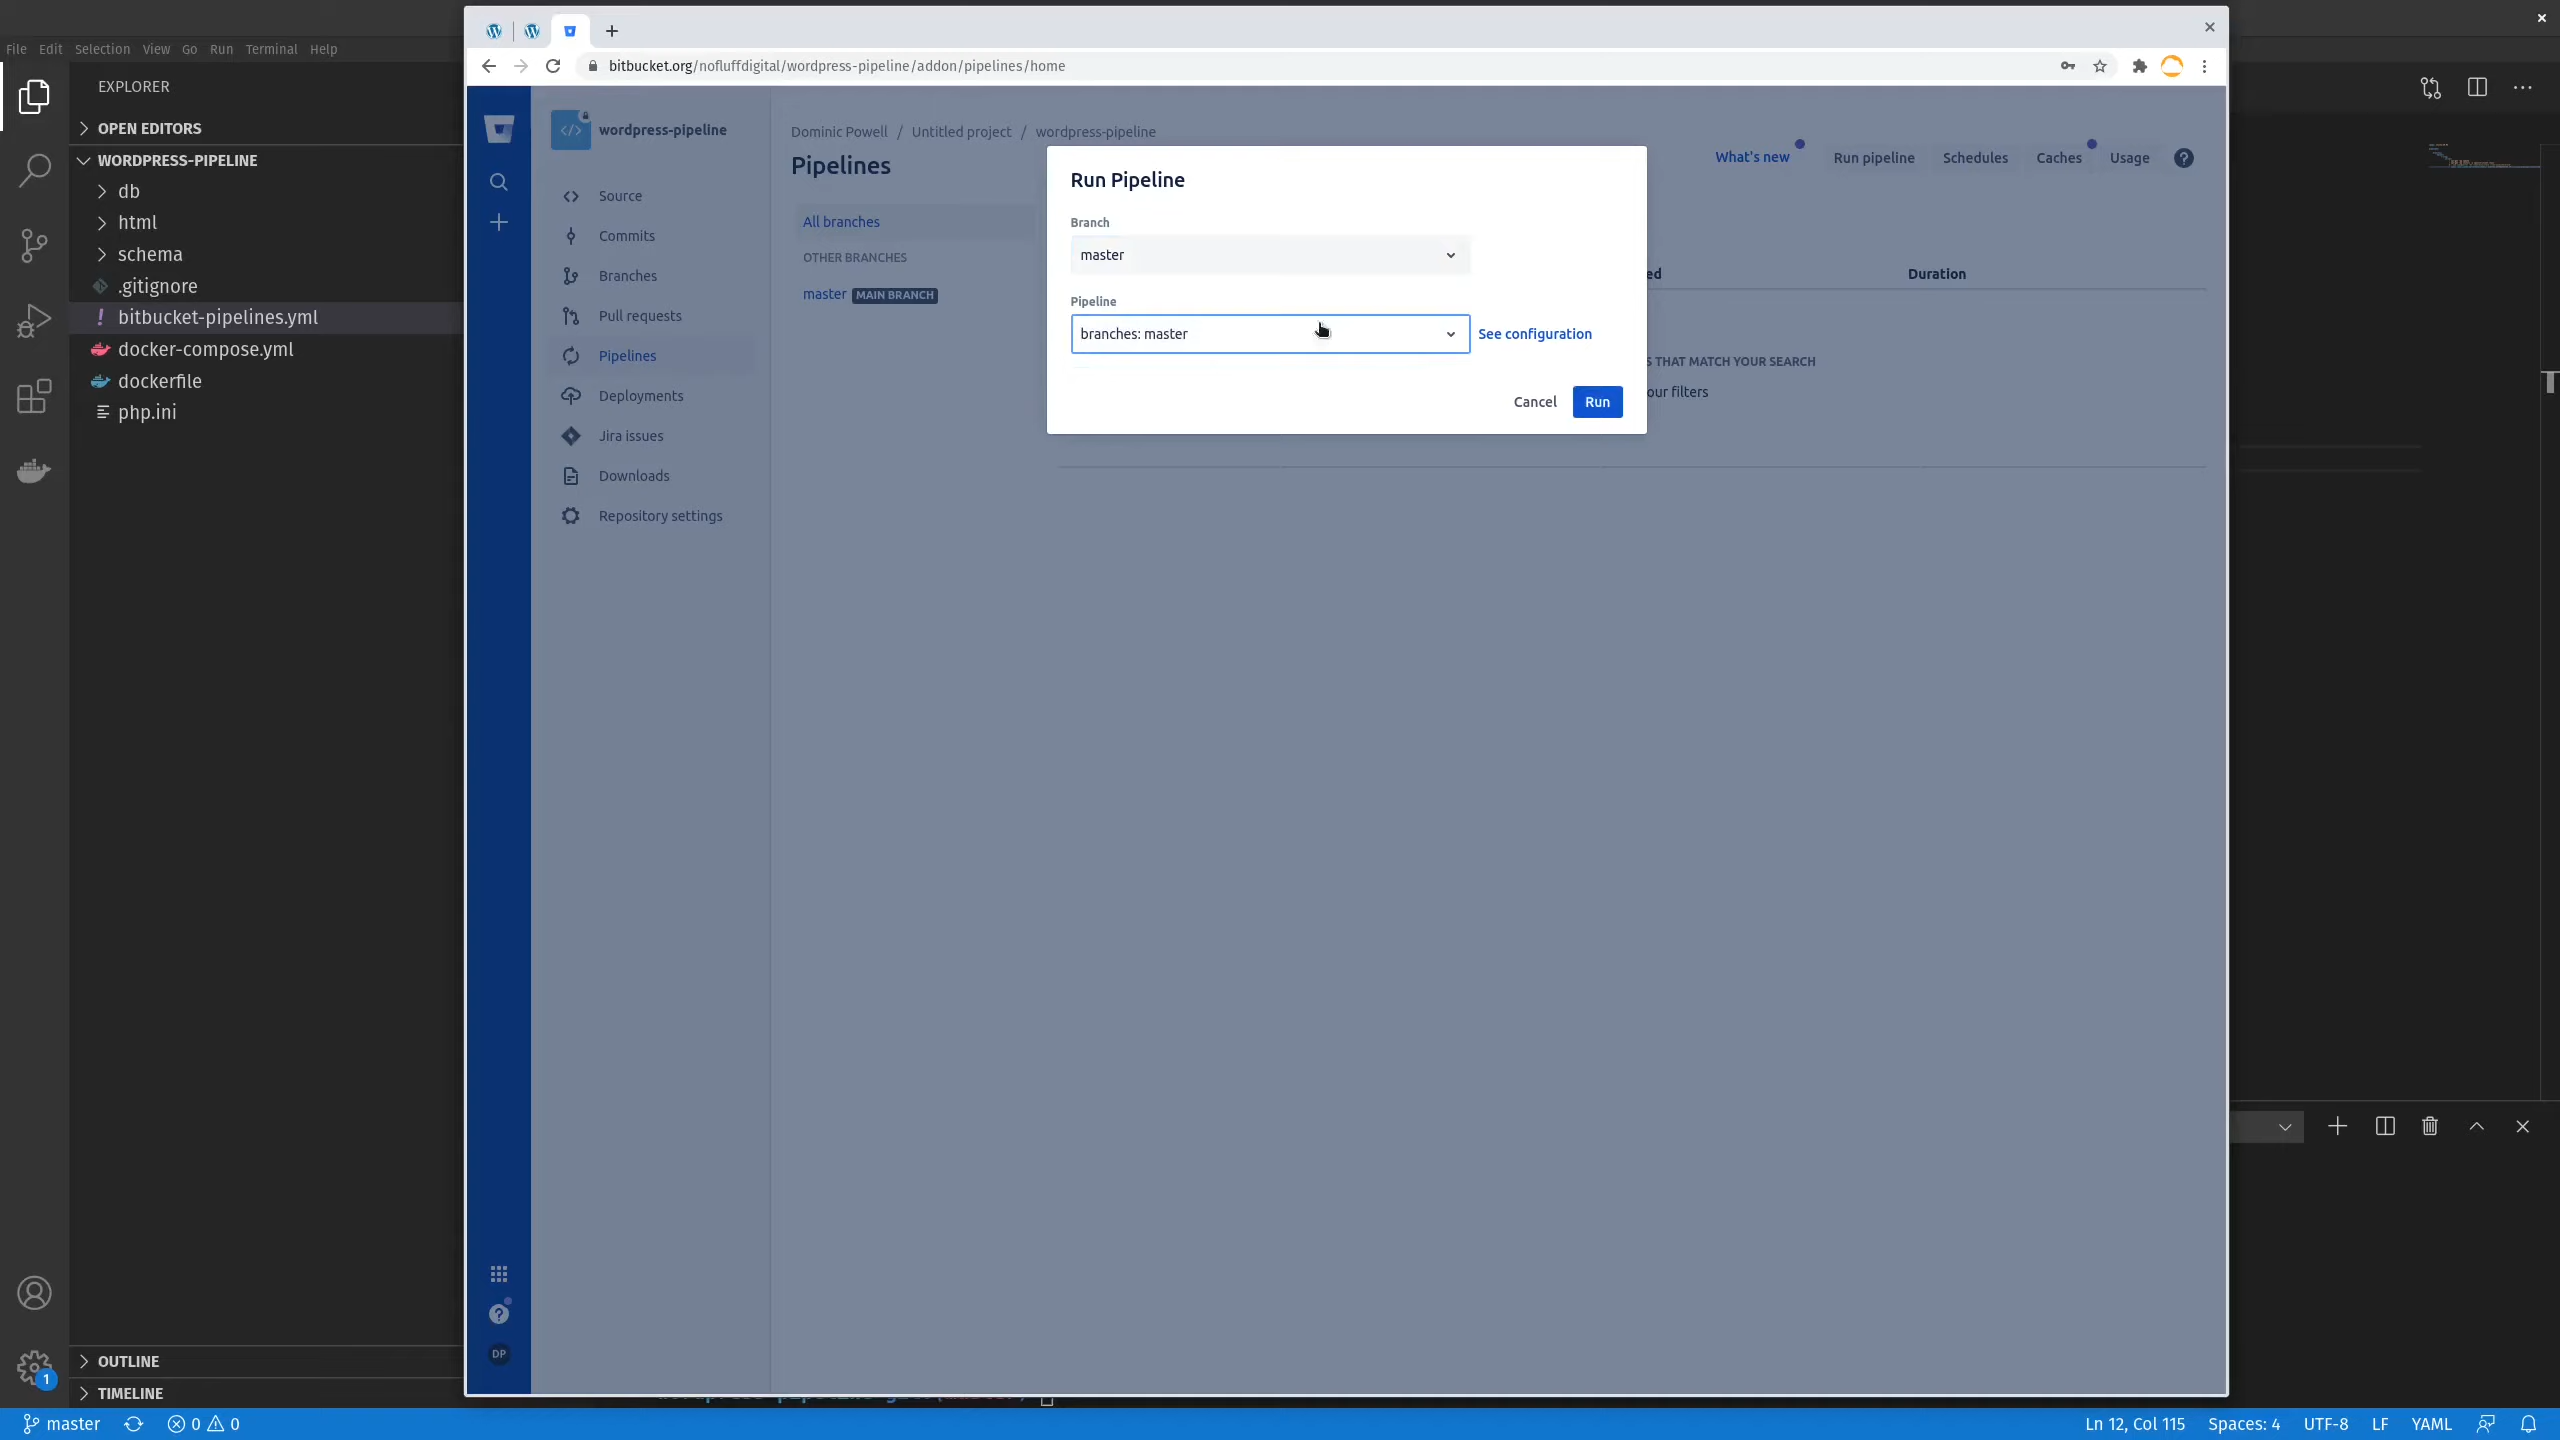 File Edit Selection View Go Run Terminal Help
EXPLORER
OPEN EDITORS
WORDPRESS-PIPELINE
db
html
schema
.gitignore
bitbucket-pipelines.yml
docker-compose.yml
dockerfile
php.ini
OUTLINE
TIMELINE
1
bitbucket.org/nofluffdigital/wordpress-pipeline/addon/pipelines/home
wordpress-pipeline
Source
Commits
Branches
Pull requests
Pipelines
Deployments
Jira issues
Downloads
Repository settings
DP
Dominic Powell / Untitled project / wordpress-pipeline
Pipelines
What's new Run pipeline Schedules Caches Usage
All branches
OTHER BRANCHES
master MAIN BRANCH
Run Pipeline
Branch
master
Pipeline
branches: master
See configuration
Cancel Run
ed Duration
S THAT MATCH YOUR SEARCH
our filters
master 0 0
Ln 12, Col 115 Spaces: 4 UTF-8 LF YAML